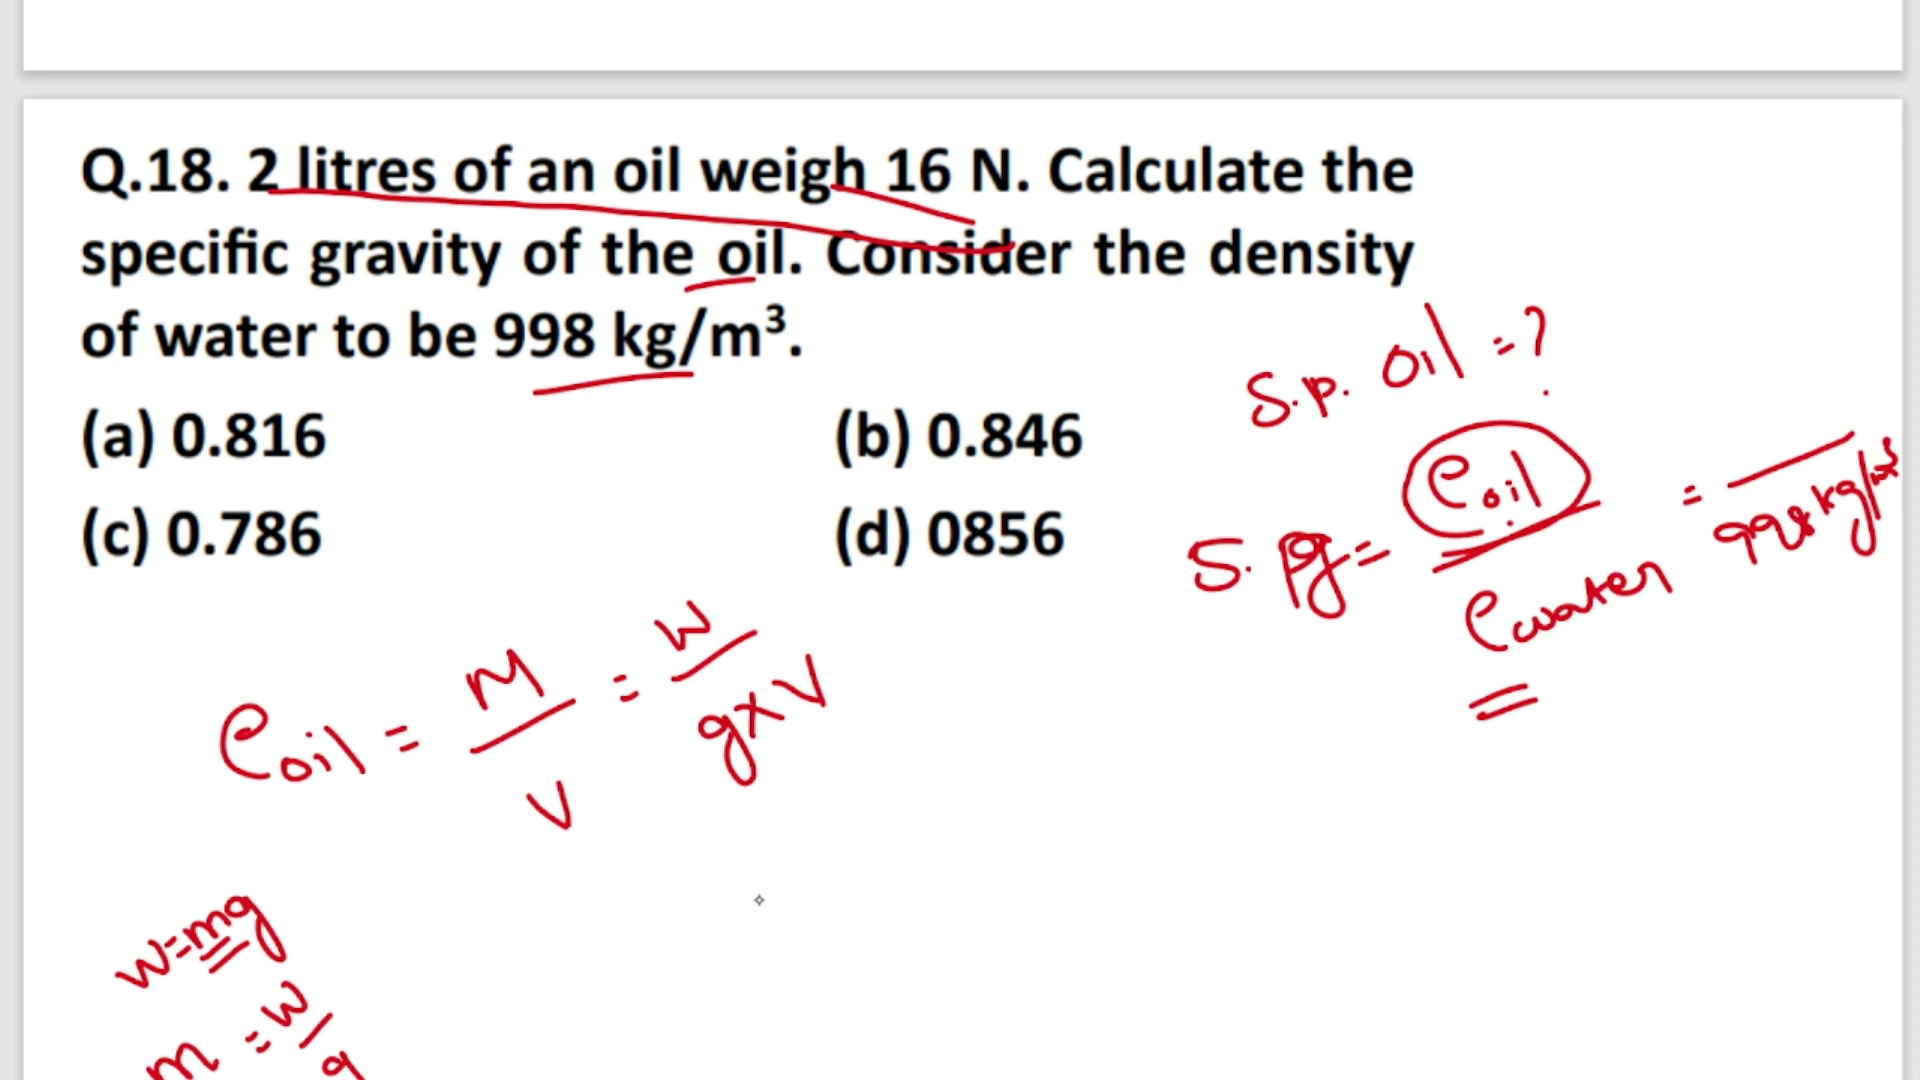 Q.18. 2 litres of an oil weigh 16 N. Calculate the
specific gravity of the oil. Consider the density
of water to be 998 kg/m³.
(a) 0.816
(b) 0.846
(c) 0.786
(d) 0856
S.p. Oil = ?
S. pg = ρoil / ρwater = / 998 kg/m³
ρoil = M / V = W / g×V
W=mg
m = W/g